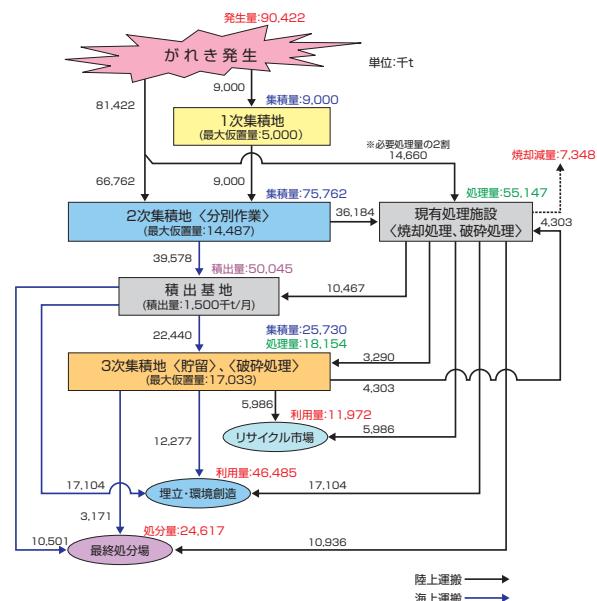 発生量:90,422
がれき発生
単位:千t
81,422
9,000
集積量:9,000
1次集積地
(最大仮置量:5,000)
※必要処理量の2割
14,660
焼却減量:7,348
66,762
9,000
集積量:75,762
処理量:55,147
2次集積地〈分別作業〉
(最大仮置量:14,487)
36,184
現有処理施設
〈焼却処理、破砕処理〉
4,303
39,578
積出量:50,045
積出基地
(積出量:1,500千t/月)
10,467
22,440
集積量:25,730
処理量:18,154
3次集積地〈貯留〉、〈破砕処理〉
(最大仮置量:17,033)
3,290
4,303
5,986
利用量:11,972
リサイクル市場
5,986
12,277
利用量:46,485
17,104
埋立・環境創造
17,104
3,171
処分量:24,617
10,501
最終処分場
10,936
陸上運搬
海上運搬